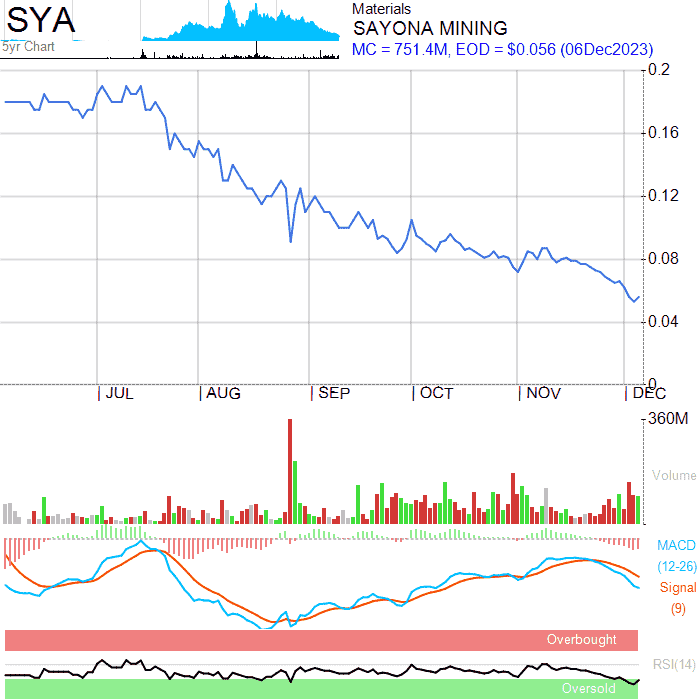 SYA
5yr Chart
Materials
SAYONA MINING
MC = 751.4M, EOD = $0.056 (06Dec2023)
0.2
0.16
0.12
0.08
0.04
0
JUL AUG SEP OCT NOV DEC
360M
Volume
MACD
(12-26)
Signal
(9)
Overbought
RSI(14)
Oversold